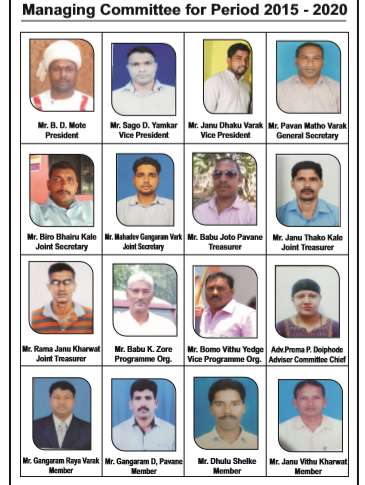 Managing Committee for Period 2015 - 2020
Mr. B. D. Mote
President
Mr. Sago D. Yamkar
Vice President
Mr. Janu Dhaku Varak
Vice President
Mr. Pavan Matho Varak
General Secretary
Mr. Biro Bhairu Kale
Joint Secretary
Mr. Mahadev Gangaram Vark
Joint Secretary
Mr. Babu Joto Pavane
Treasurer
Mr. Janu Thako Kale
Joint Treasurer
Mr. Rama Janu Kharwat
Joint Treasurer
Mr. Babu K. Zore
Programme Org.
Mr. Bomo Vithu Yedge
Vice Programme Org.
Adv.Prema P. Doiphode
Adviser Committee Chief
Mr. Gangaram Raya Varak
Member
Mr. Gangaram D, Pavane
Member
Mr. Dhulu Shelke
Member
Mr. Janu Vithu Kharwat
Member